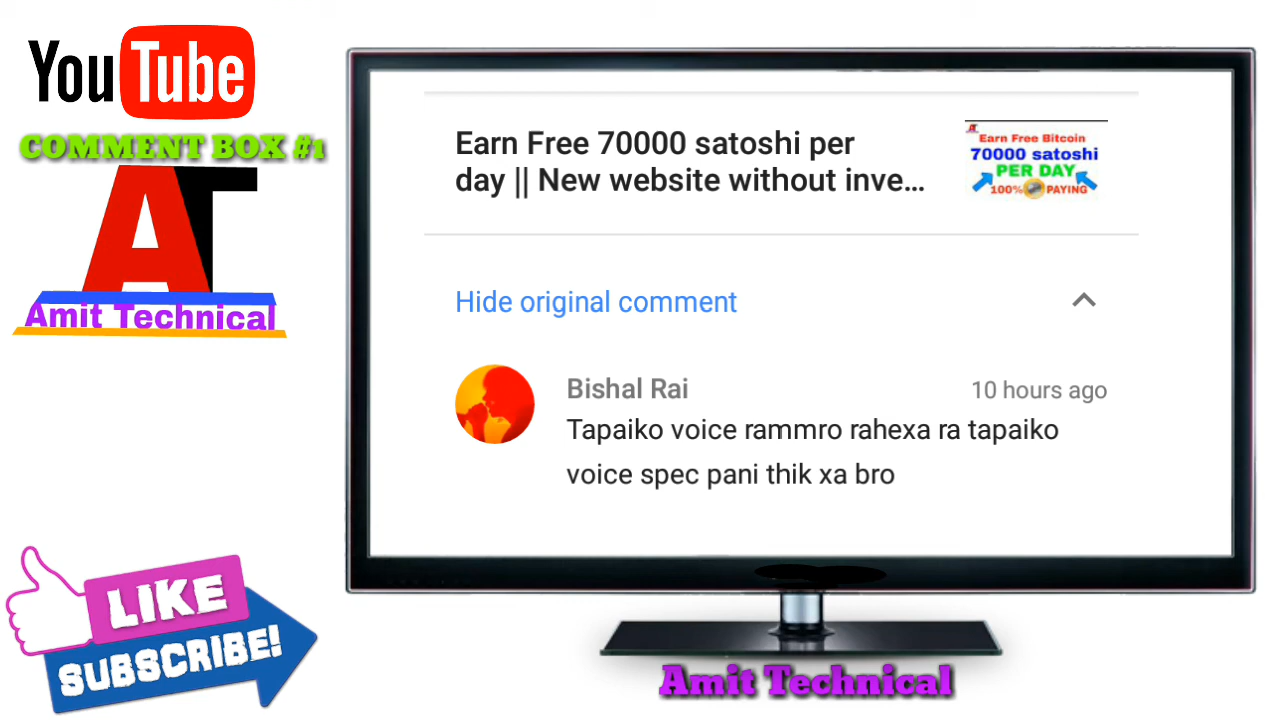 YouTube
COMMENT BOX #1
AT
Amit Technical
Earn Free 70000 satoshi per
day || New website without inve...
AT
Earn Free Bitcoin
70000 satoshi
PER DAY
100% PAYING
Hide original comment
Bishal Rai
10 hours ago
Tapaiko voice rammro rahexa ra tapaiko
voice spec pani thik xa bro
LIKE
SUBSCRIBE!
Amit Technical